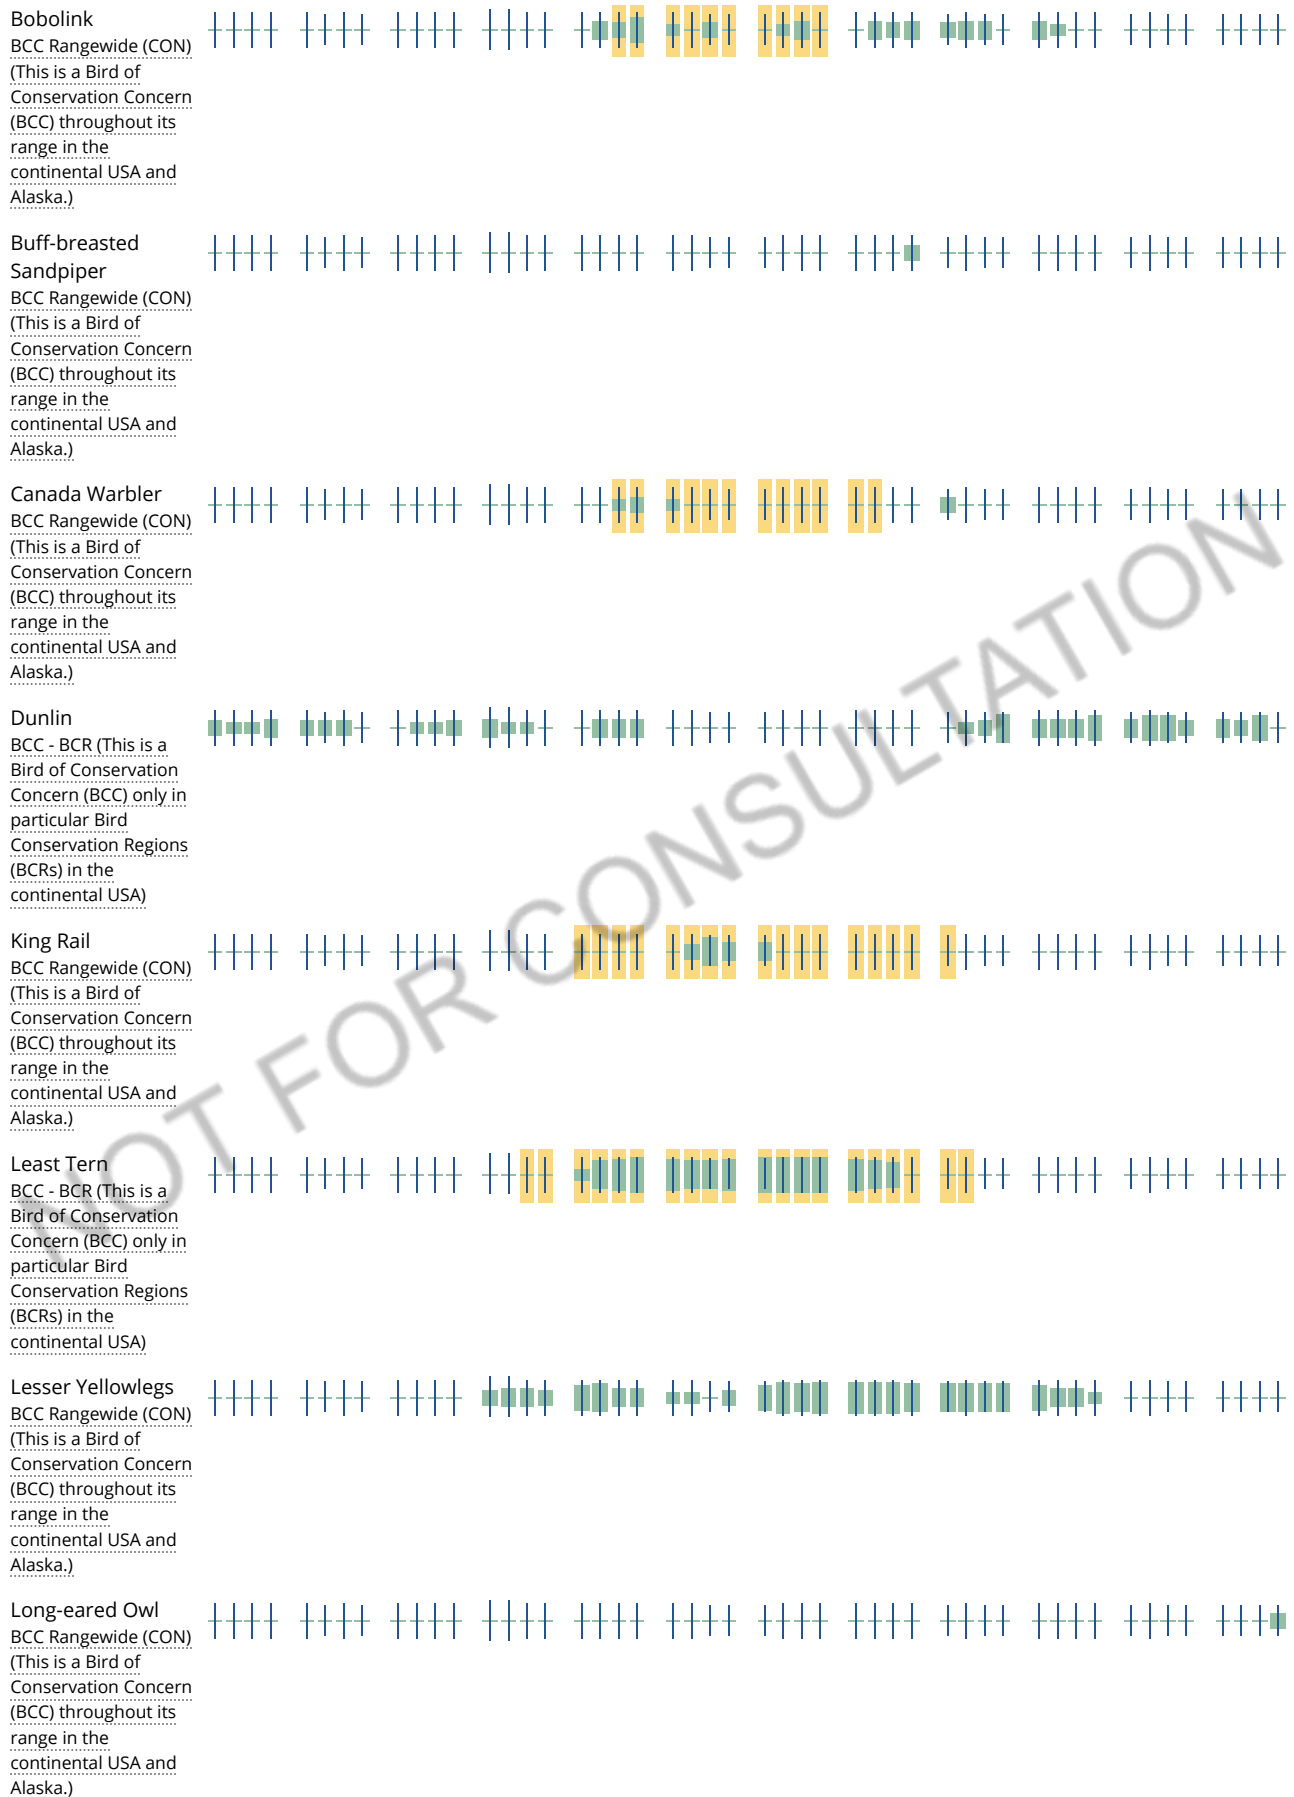 Bobolink
BCC Rangewide (CON)
(This is a Bird of
Conservation Concern
(BCC) throughout its
range in the
continental USA and
Alaska.)
Buff-breasted
Sandpiper
BCC Rangewide (CON)
(This is a Bird of
Conservation Concern
(BCC) throughout its
range in the
continental USA and
Alaska.)
Canada Warbler
BCC Rangewide (CON)
(This is a Bird of
Conservation Concern
(BCC) throughout its
range in the
continental USA and
Alaska.)
Dunlin
BCC - BCR (This is a
Bird of Conservation
Concern (BCC) only in
particular Bird
Conservation Regions
(BCRs) in the
continental USA)
King Rail
BCC Rangewide (CON)
(This is a Bird of
Conservation Concern
(BCC) throughout its
range in the
continental USA and
Alaska.)
Least Tern
BCC - BCR (This is a
Bird of Conservation
Concern (BCC) only in
particular Bird
Conservation Regions
(BCRs) in the
continental USA)
Lesser Yellowlegs
BCC Rangewide (CON)
(This is a Bird of
Conservation Concern
(BCC) throughout its
range in the
continental USA and
Alaska.)
Long-eared Owl
BCC Rangewide (CON)
(This is a Bird of
Conservation Concern
(BCC) throughout its
range in the
continental USA and
Alaska.)
NOT FOR CONSULTATION